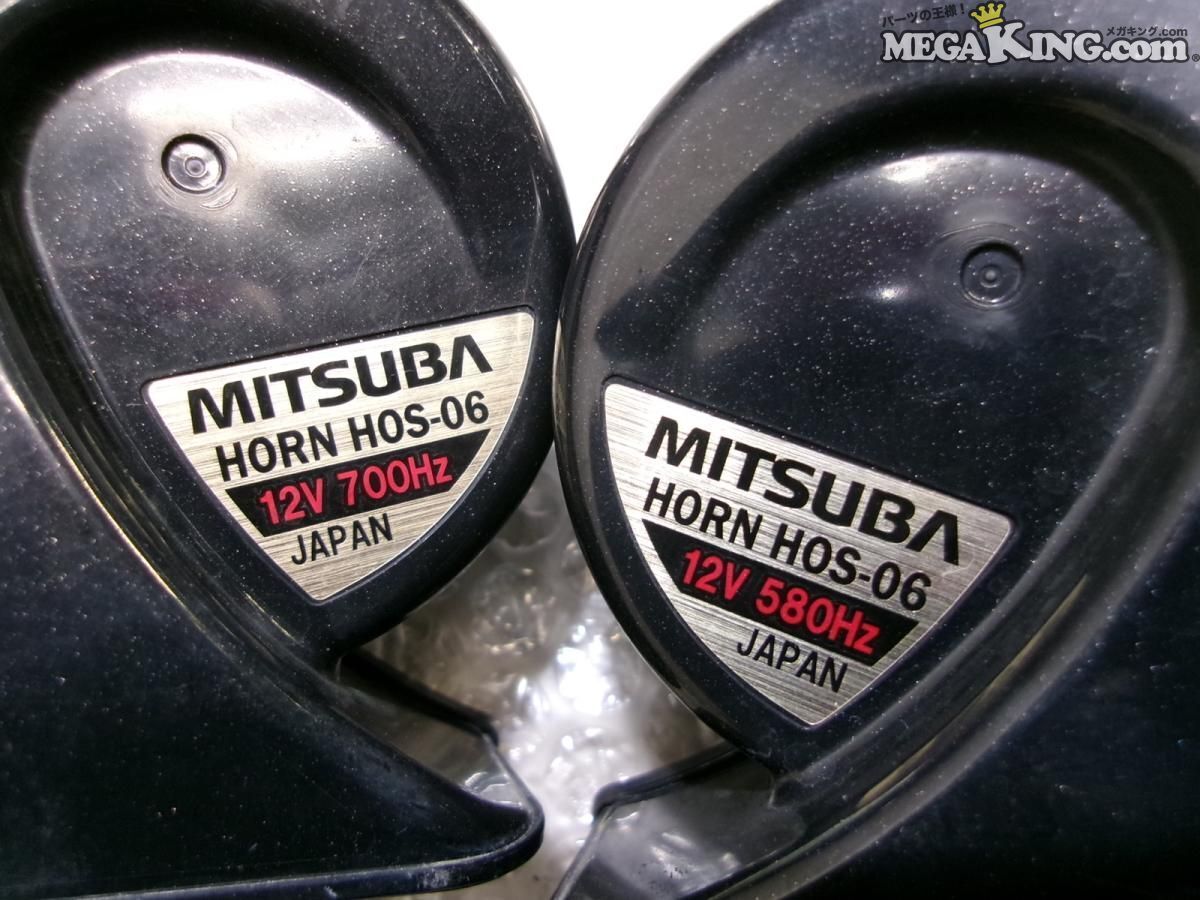 パーツの王様！
メガキング.com
MEGAKING.com
MITSUBA
HORN HOS-06
12V 700Hz
JAPAN
MITSUBA
HORN HOS-06
12V 580Hz
JAPAN